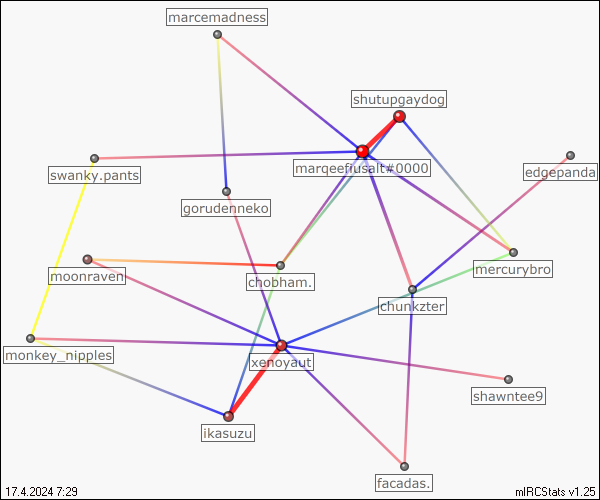 marcemadness
shutupgaydog
marqeefiusalt#0000
edgepanda
swanky.pants
gorudenneko
moonraven
chobham.
mercurybro
chunkzter
monkey_nipples
xenoyaut
shawntee9
ikasuzu
facadas.
17.4.2024 7:29
mIRCStats v1.25